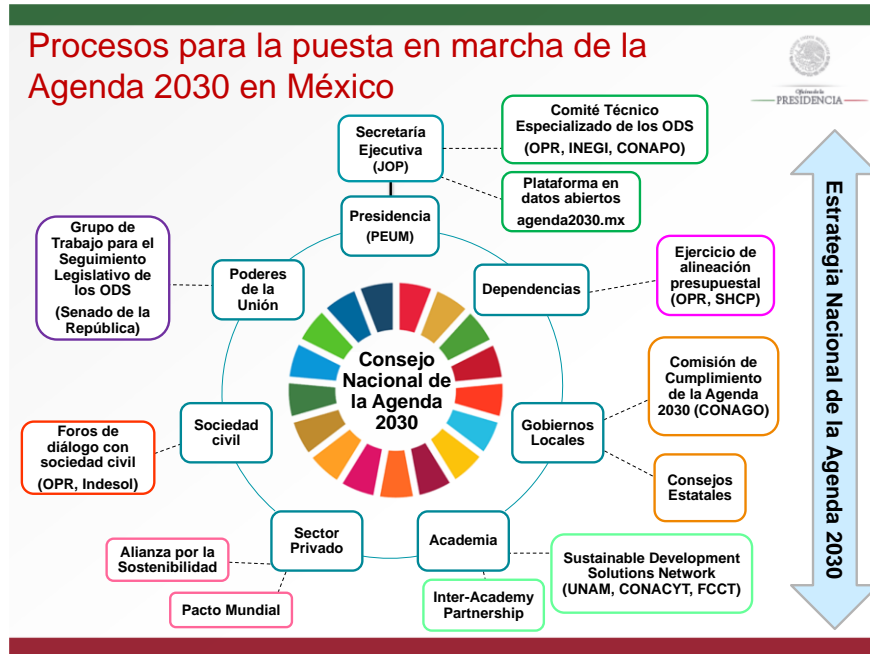 Procesos para la puesta en marcha de la
Agenda 2030 en México
Oficina de la
PRESIDENCIA
Secretaría
Ejecutiva
(JOP)
Comité Técnico
Especializado de los ODS
(OPR, INEGI, CONAPO)
Plataforma en
datos abiertos
agenda2030.mx
Presidencia
(PEUM)
Grupo de
Trabajo para el
Seguimiento
Legislativo de
los ODS
(Senado de la
República)
Poderes
de la
Unión
Dependencias
Ejercicio de
alineación
presupuestal
(OPR, SHCP)
Consejo
Nacional de
la Agenda
2030
Comisión de
Cumplimiento
de la Agenda
2030 (CONAGO)
Gobiernos
Locales
Consejos
Estatales
Sociedad
civil
Foros de
diálogo con
sociedad civil
(OPR, Indesol)
Sector
Privado
Alianza por la
Sostenibilidad
Pacto Mundial
Academia
Sustainable Development
Solutions Network
(UNAM, CONACYT, FCCT)
Inter-Academy
Partnership
Estrategia Nacional de la Agenda 2030